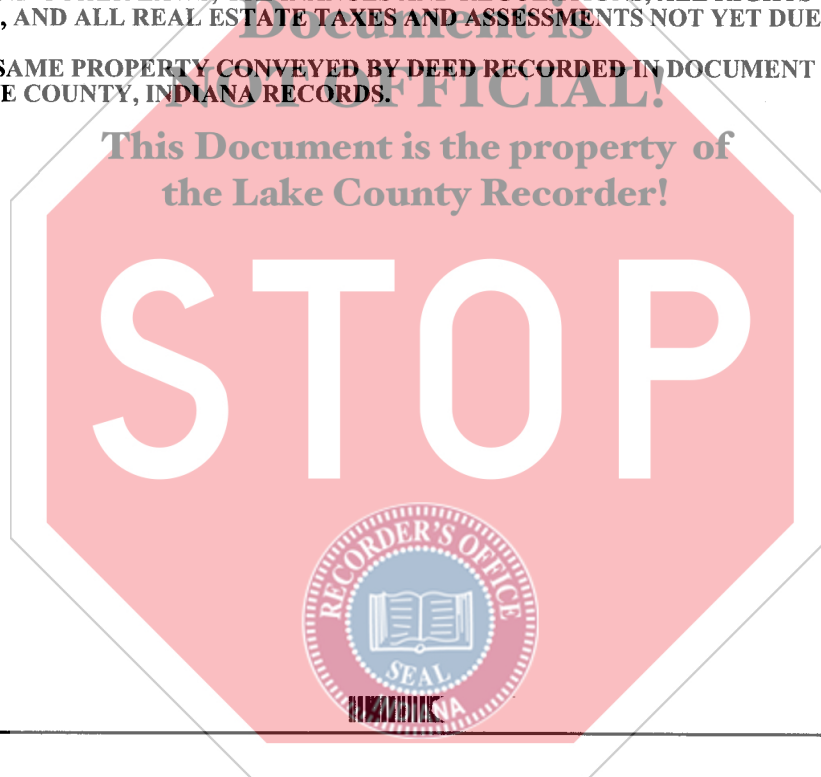 , AND ALL REAL ESTATE TAXES AND ASSESSMENTS NOT YET DUE
Document is
SAME PROPERTY CONVEYED BY DEED RECORDED IN DOCUMENT
E COUNTY, INDIANA RECORDS.
NOT OFFICIAL!
This Document is the property of
the Lake County Recorder!
STOP
RECORDER'S OFFICE
SEAL